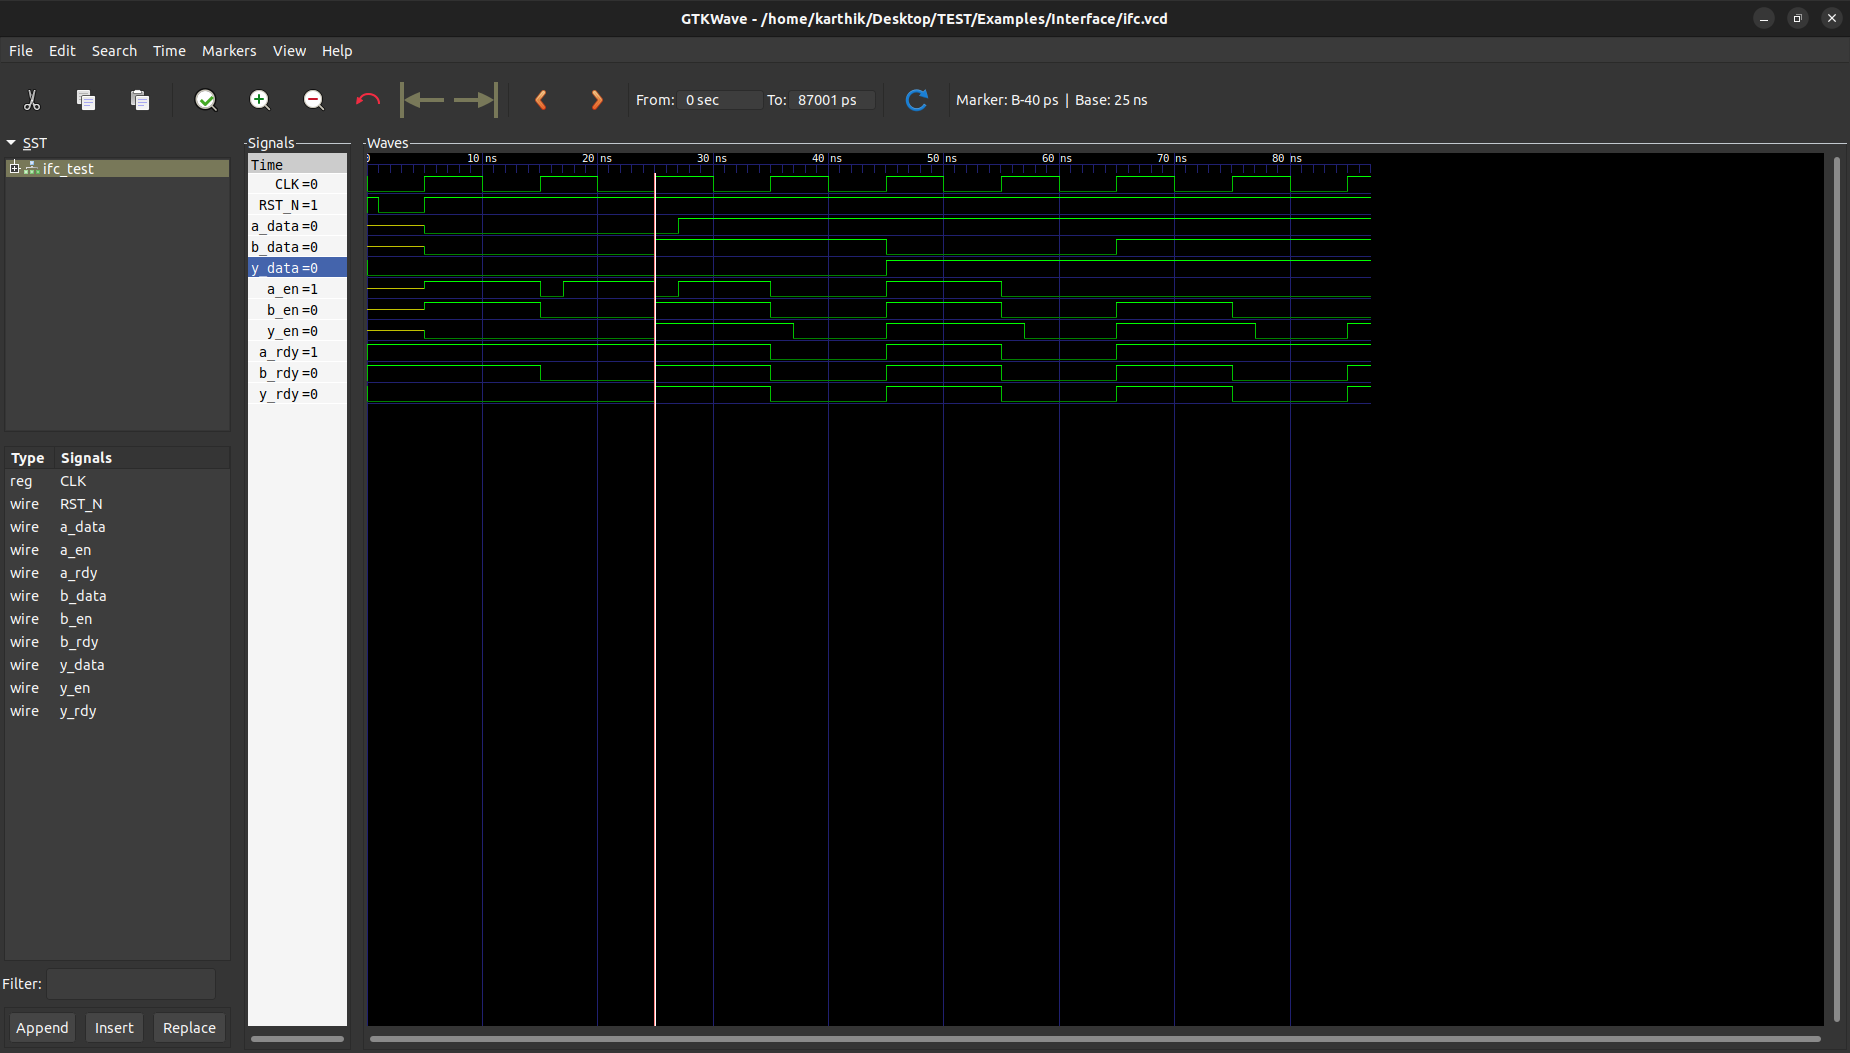 GTKWave - /home/karthik/Desktop/TEST/Examples/Interface/ifc.vcd
File Edit Search Time Markers View Help
From: 0 sec To: 87001 ps Marker: B-40 ps | Base: 25 ns
SST
ifc_test
Type Signals
reg CLK
wire RST_N
wire a_data
wire a_en
wire a_rdy
wire b_data
wire b_en
wire b_rdy
wire y_data
wire y_en
wire y_rdy
Filter:
Append Insert Replace
Signals
Time
CLK=0
RST_N=1
a_data=0
b_data=0
y_data=0
a_en=1
b_en=0
y_en=0
a_rdy=1
b_rdy=0
y_rdy=0
Waves
0 10 ns 20 ns 30 ns 40 ns 50 ns 60 ns 70 ns 80 ns